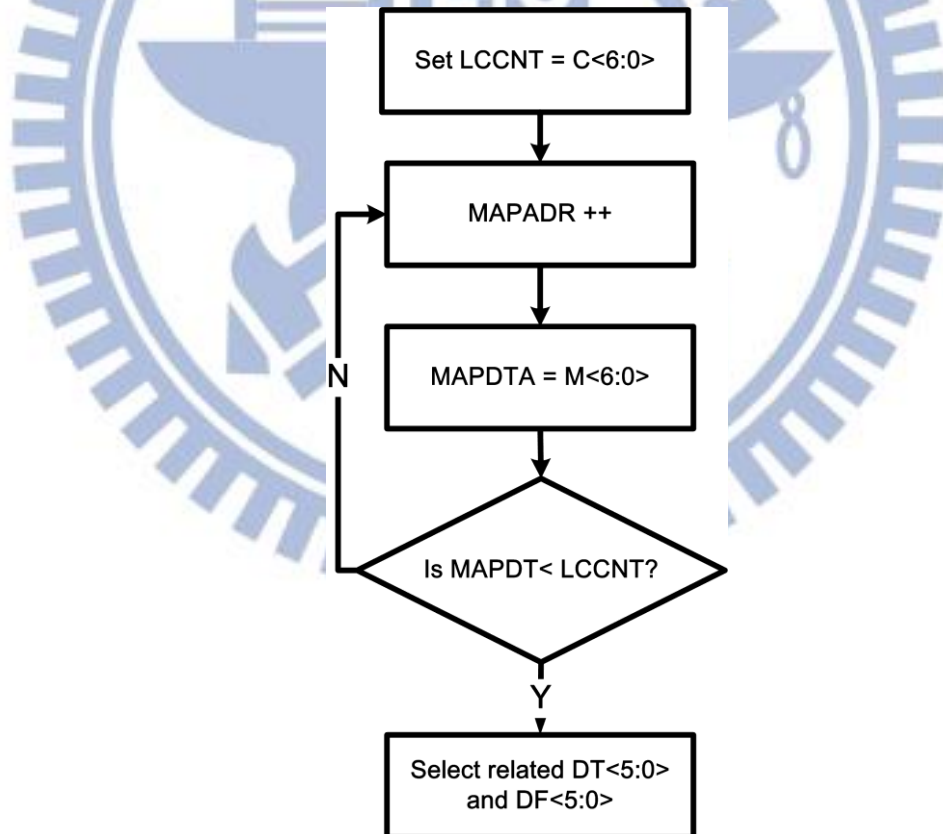 Set LCCNT = C<6:0>
MAPADR ++
MAPDTA = M<6:0>
N
Is MAPDT< LCCNT?
Y
Select related DT<5:0>
and DF<5:0>